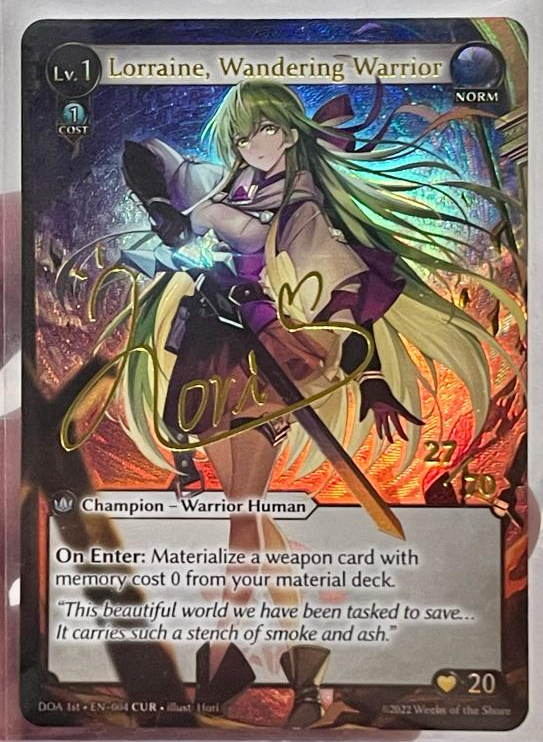 Lv. 1
Lorraine, Wandering Warrior
NORM
1
COST
Hori
27
/70
Champion – Warrior Human
On Enter: Materialize a weapon card with
memory cost 0 from your material deck.
“This beautiful world we have been tasked to save...
It carries such a stench of smoke and ash.”
20
DOA 1st • EN-004 CUR • illust. Hori
©2022 Weebs of the Shore